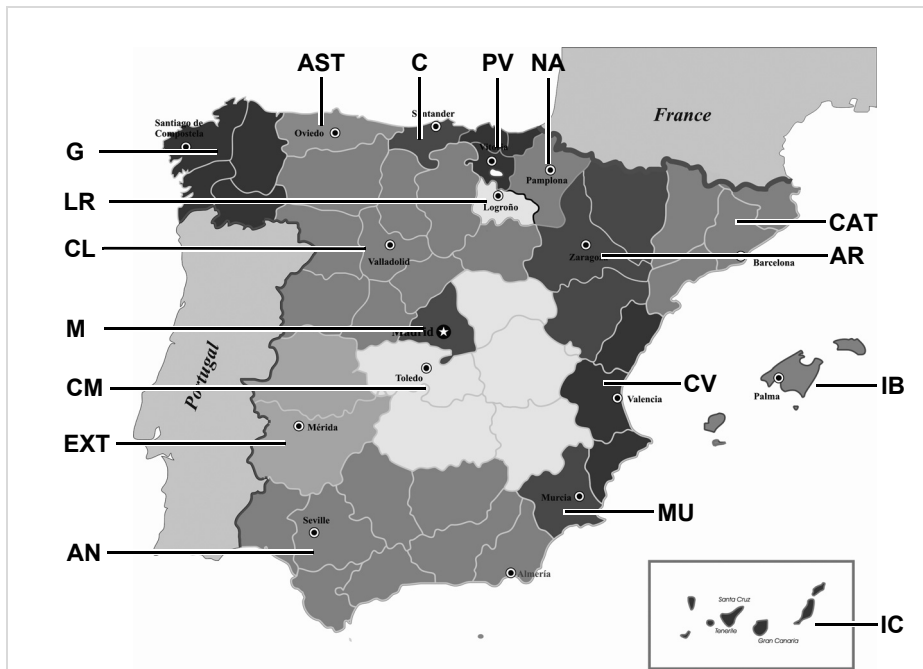 AST C PV NA
Santander
Santiago de
Compostela
Oviedo
France
G
Vitoria
Pamplona
LR
Logroño
CAT
CL
Valladolid
Zaragoza
AR
Barcelona
M
Madrid
Portugal
Toledo
CM
CV
Palma
IB
Valencia
EXT
Mérida
Murcia
MU
Seville
AN
Almería
Santa Cruz
Tenerife
Gran Canaria
IC